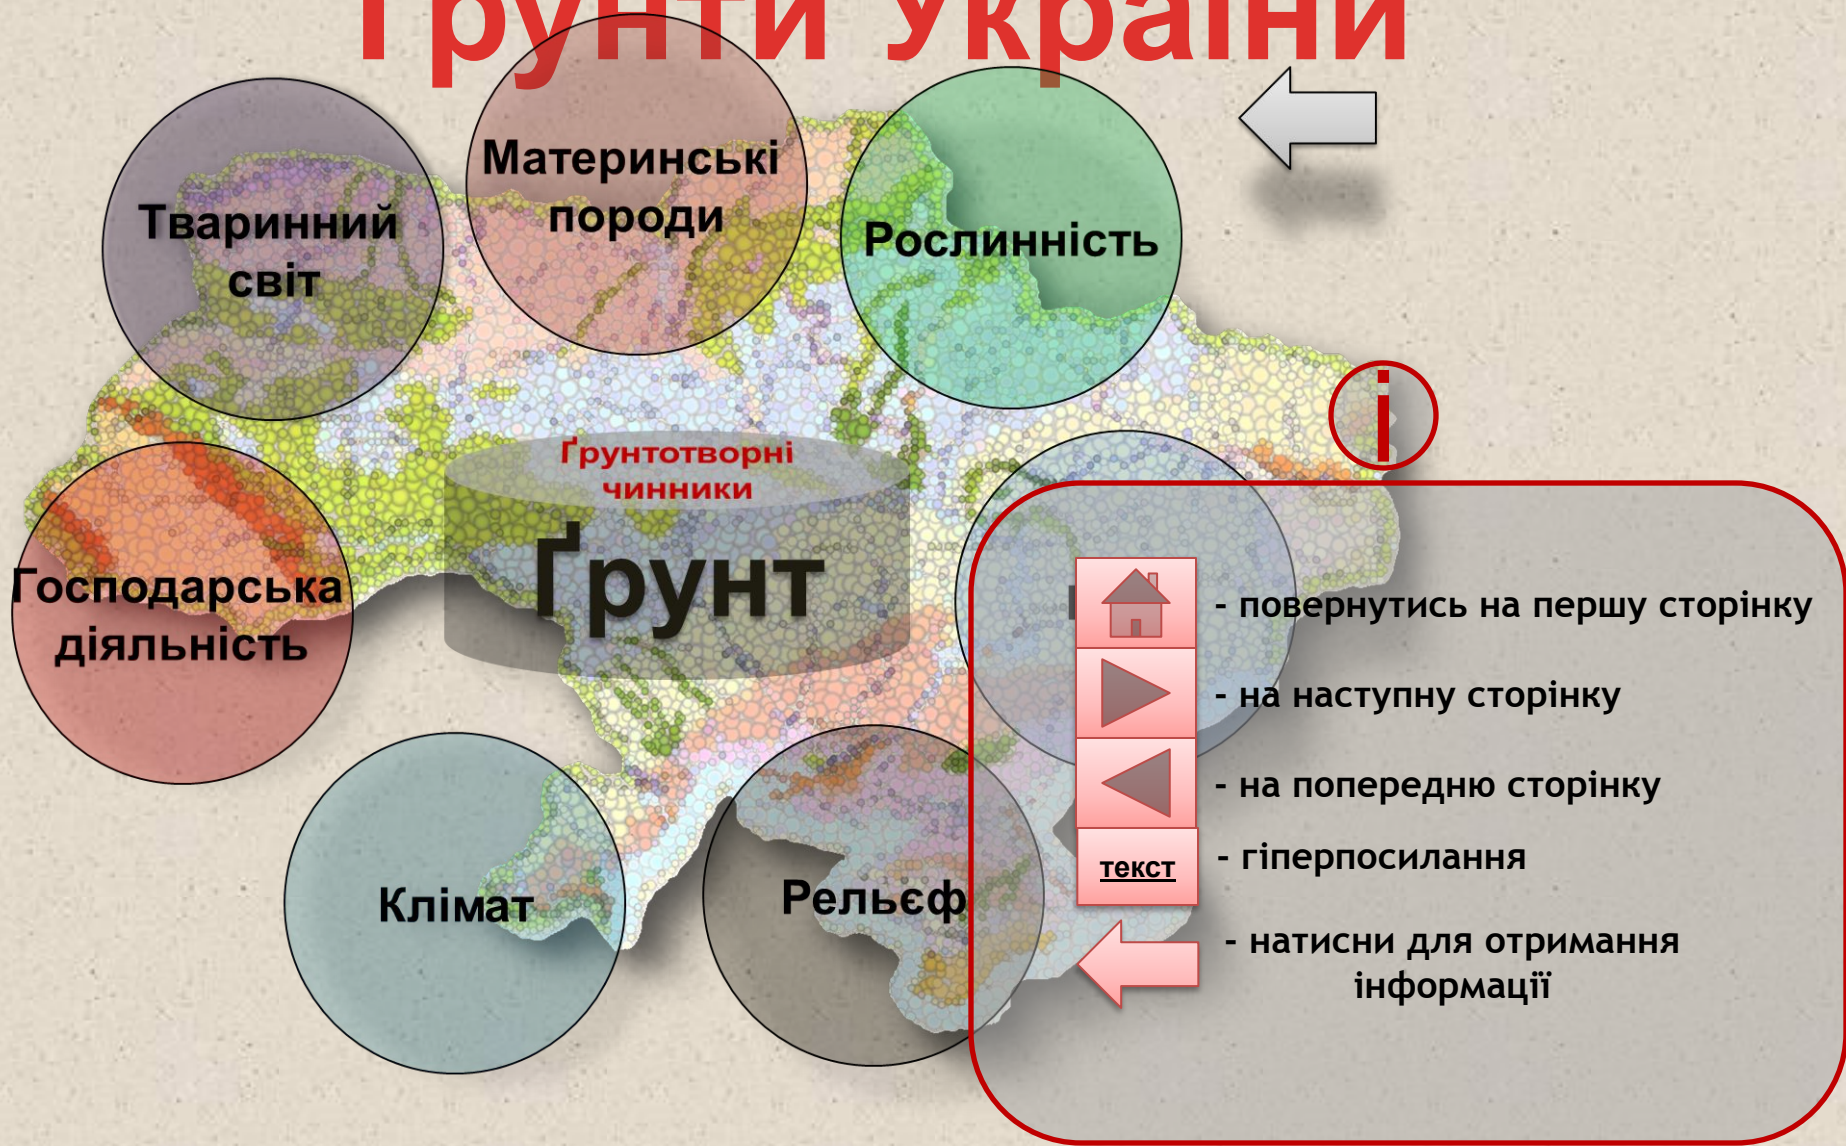 Ґрунти України
Материнські
породи
Тваринний
світ
Рослинність
і
Ґрунтотворні
чинники
Ґрунт
Господарська
діяльність
- повернутись на першу сторінку
- на наступну сторінку
- на попередню сторінку
текст
- гіперпосилання
Клімат
Рельєф
- натисни для отримання
інформації